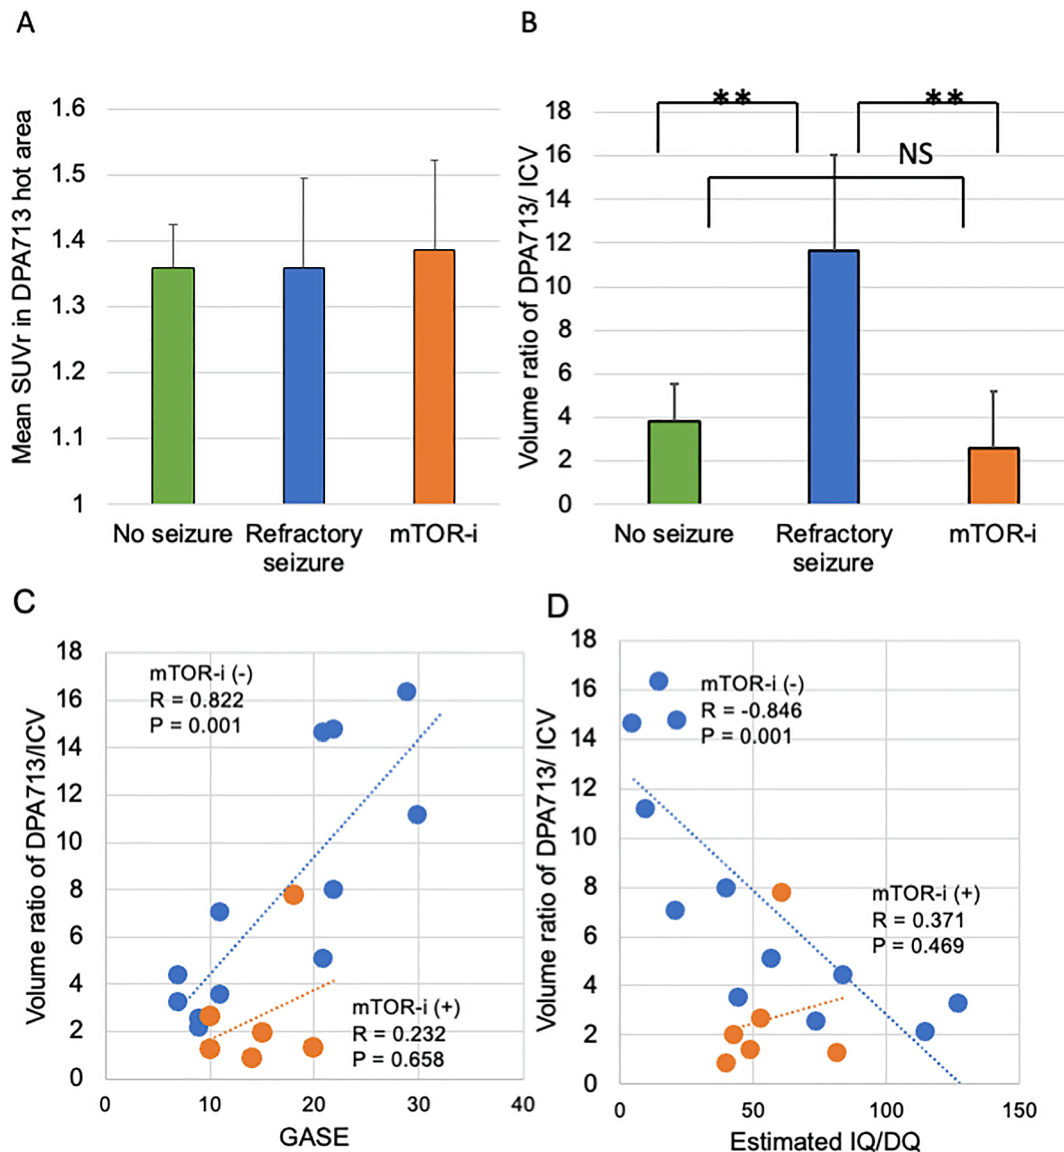 A
Mean SUVr in DPA713 hot area
1.6
1.5
1.4
1.3
1.2
1.1
1
No seizure
Refractory
seizure
mTOR-i
B
Volume ratio of DPA713/ ICV
18
16
14
12
10
8
6
4
2
0
**
**
NS
No seizure
Refractory
seizure
mTOR-i
C
Volume ratio of DPA713/ICV
18
16
14
12
10
8
6
4
2
0
mTOR-i (-)
R = 0.822
P = 0.001
mTOR-i (+)
R = 0.232
P = 0.658
0
10
20
30
40
GASE
D
Volume ratio of DPA713/ ICV
18
16
14
12
10
8
6
4
2
0
mTOR-i (-)
R = -0.846
P = 0.001
mTOR-i (+)
R = 0.371
P = 0.469
0
50
100
150
Estimated IQ/DQ